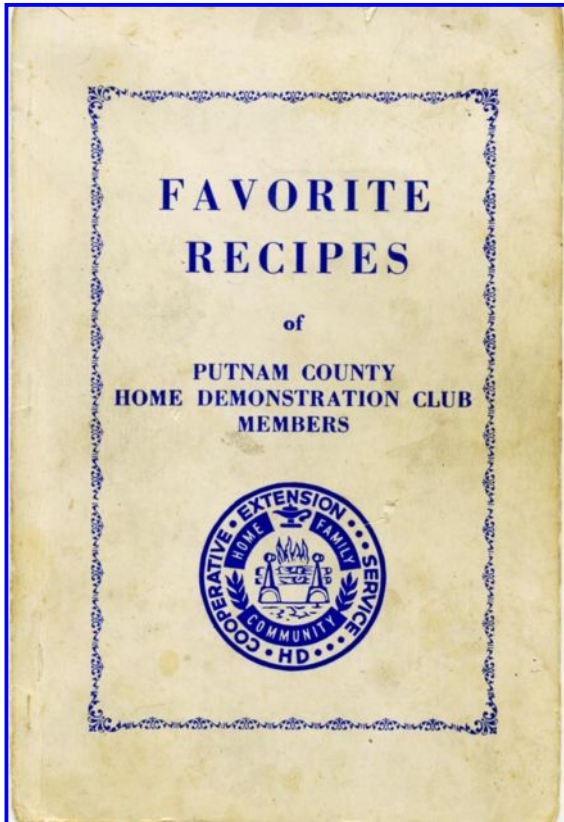 FAVORITE
RECIPES
of
PUTNAM COUNTY
HOME DEMONSTRATION CLUB
MEMBERS
COOPERATIVE • EXTENSION • • • SERVICE • • • HD • • •
HOME FAMILY
COMMUNITY